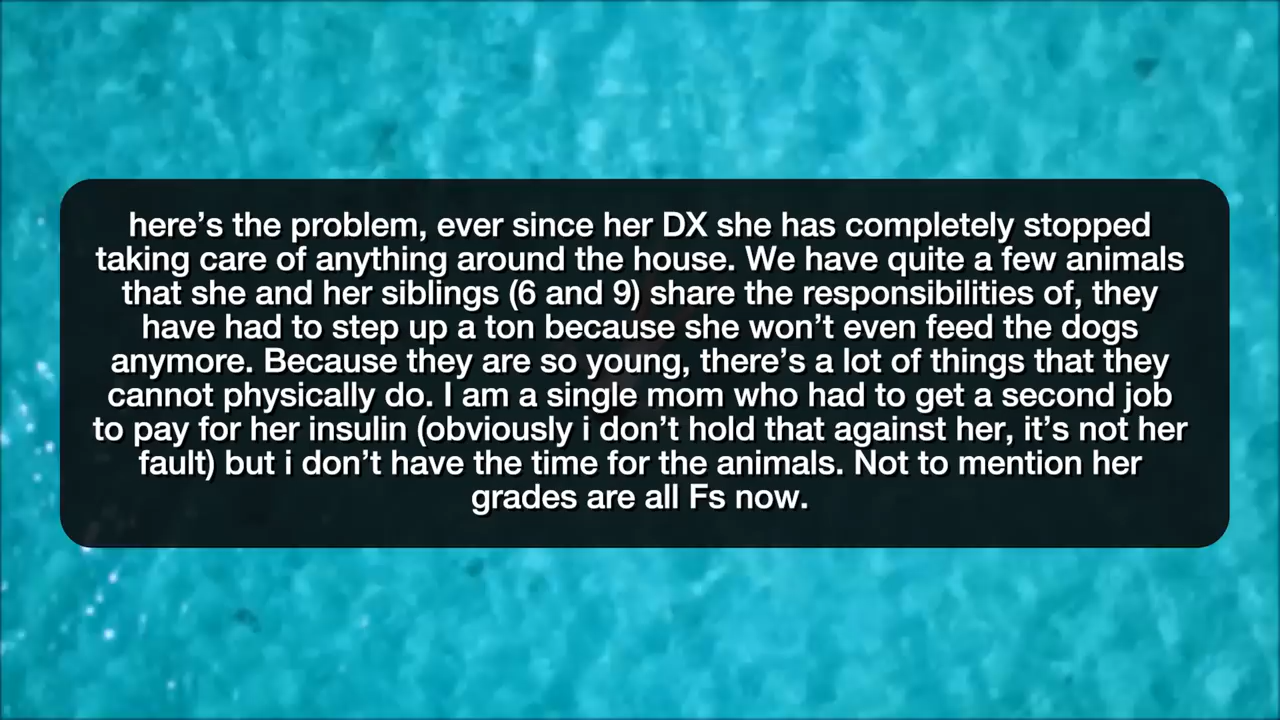 here’s the problem, ever since her DX she has completely stopped
taking care of anything around the house. We have quite a few animals
that she and her siblings (6 and 9) share the responsibilities of, they
have had to step up a ton because she won’t even feed the dogs
anymore. Because they are so young, there’s a lot of things that they
cannot physically do. I am a single mom who had to get a second job
to pay for her insulin (obviously i don’t hold that against her, it’s not her
fault) but i don’t have the time for the animals. Not to mention her
grades are all Fs now.